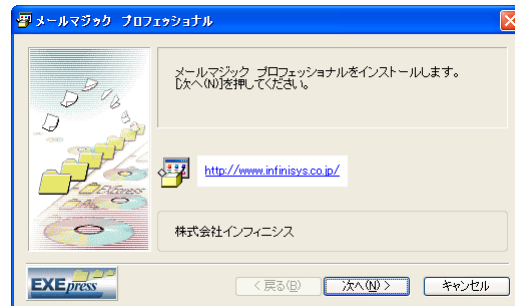 メールマジック プロフェッショナル
メールマジック プロフェッショナルをインストールします。
[次へ(N)]を押してください。
http://www.infinisys.co.jp/
株式会社インフィニシス
EXEpress
< 戻る(B)
次へ(N) >
キャンセル